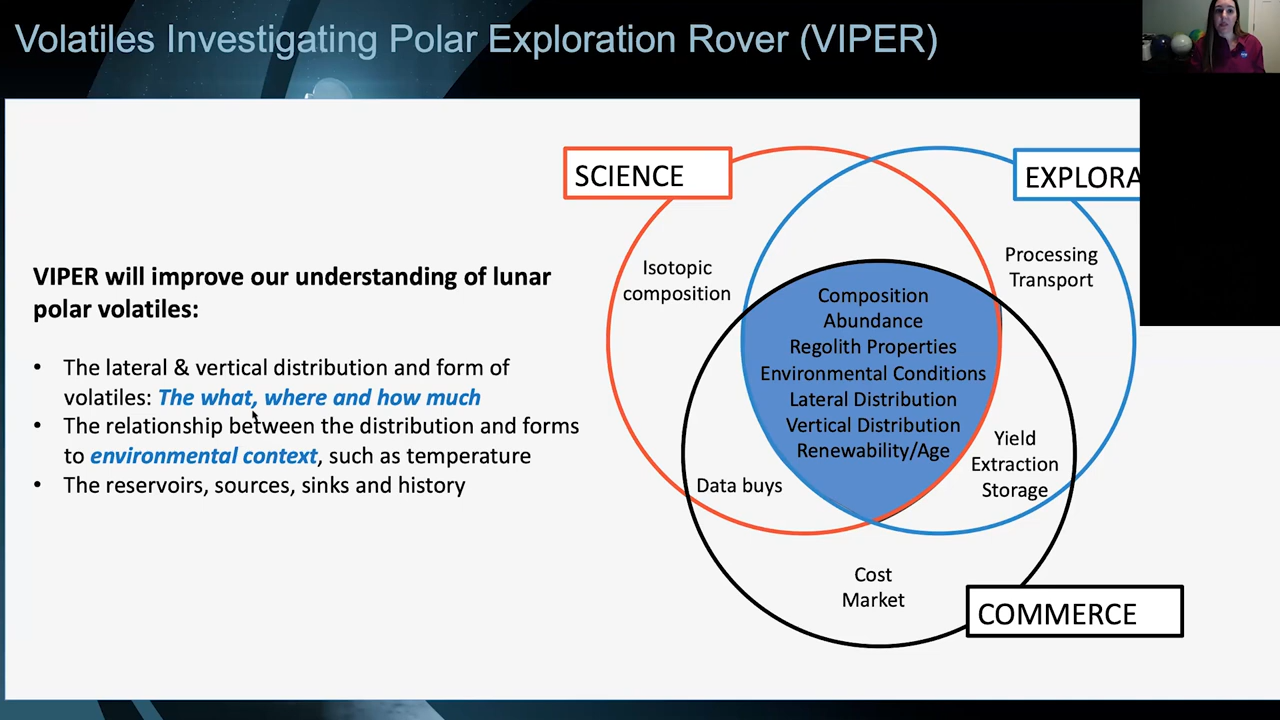 Volatiles Investigating Polar Exploration Rover (VIPER)
VIPER will improve our understanding of lunar
polar volatiles:
• The lateral & vertical distribution and form of
volatiles: The what, where and how much
• The relationship between the distribution and forms
to environmental context, such as temperature
• The reservoirs, sources, sinks and history
SCIENCE
EXPLORA
Isotopic
composition
Processing
Transport
Composition
Abundance
Regolith Properties
Environmental Conditions
Lateral Distribution
Vertical Distribution
Renewability/Age
Data buys
Yield
Extraction
Storage
Cost
Market
COMMERCE